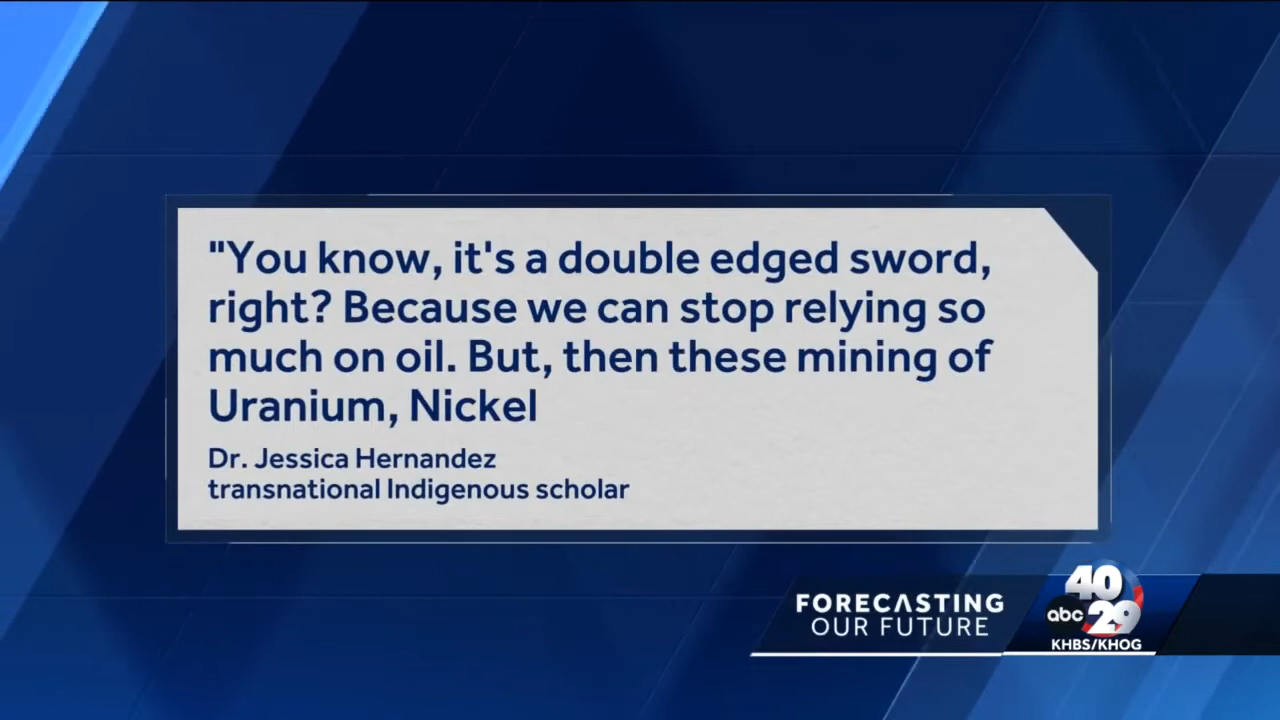 "You know, it's a double edged sword,
right? Because we can stop relying so
much on oil. But, then these mining of
Uranium, Nickel
Dr. Jessica Hernandez
transnational Indigenous scholar
FORECASTING
OUR FUTURE
40
abc 29
KHBS/KHOG